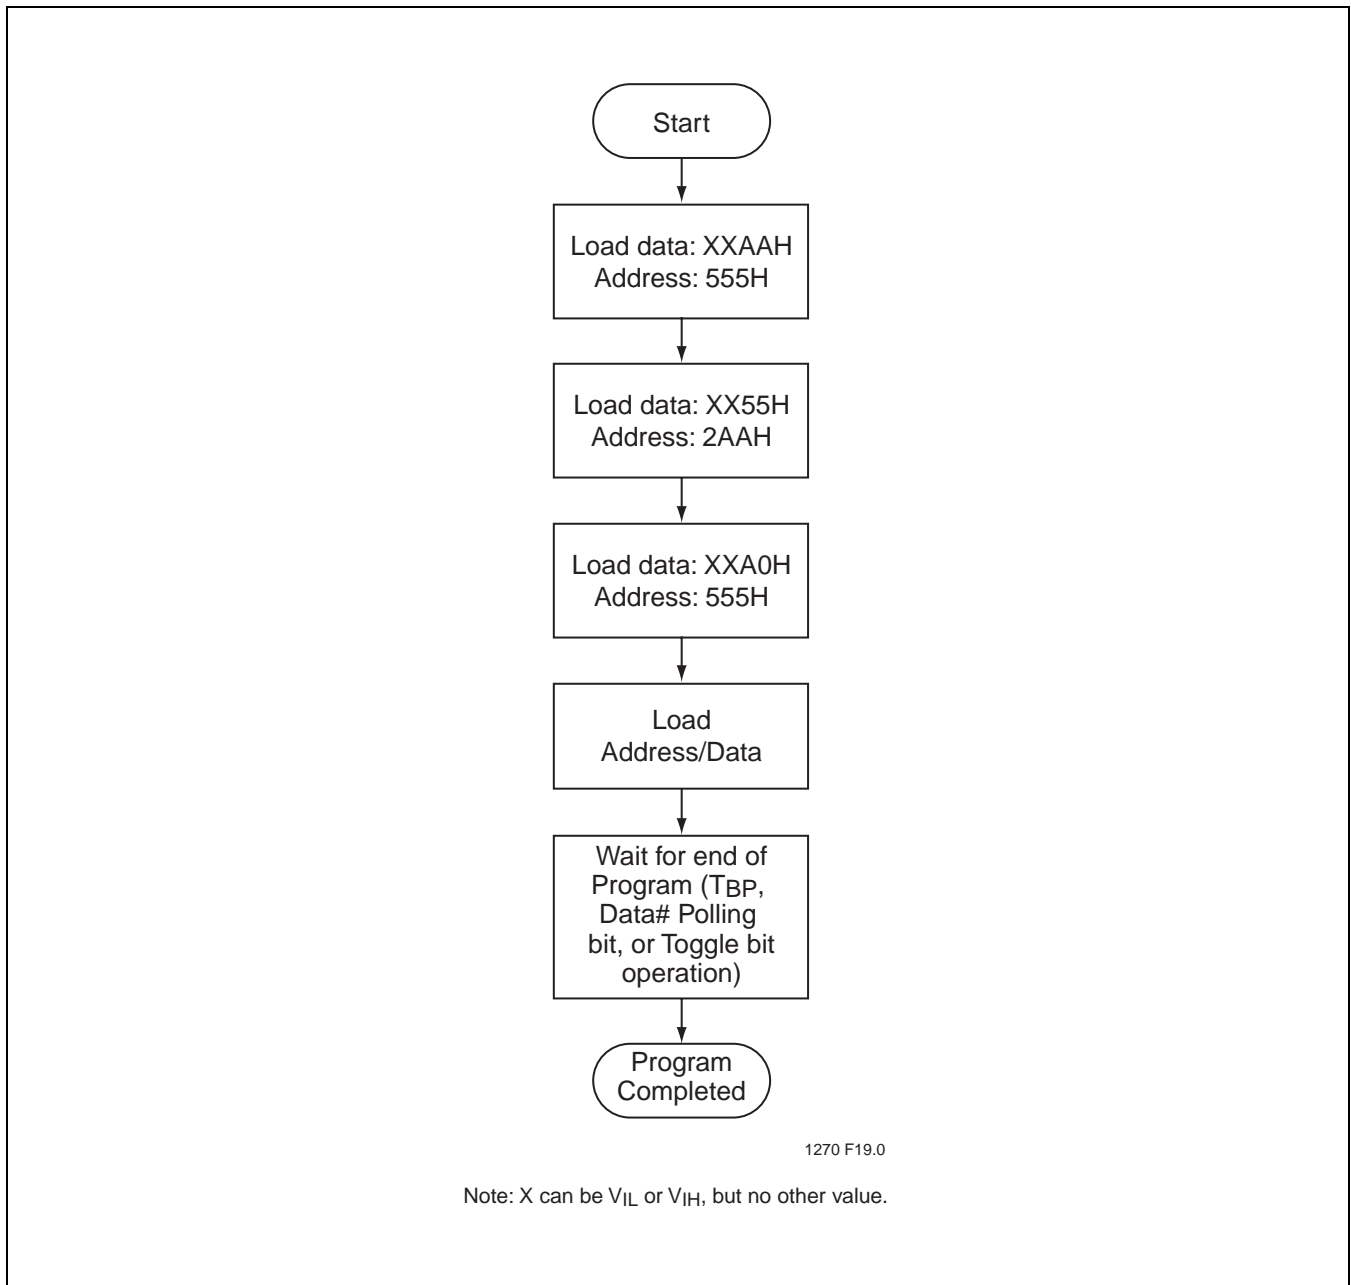 Start
Load data: XXAAH
Address: 555H
Load data: XX55H
Address: 2AAH
Load data: XXA0H
Address: 555H
Load
Address/Data
Wait for end of
Program (TBP,
Data# Polling
bit, or Toggle bit
operation)
Program
Completed
1270 F19.0
Note: X can be VIL or VIH, but no other value.